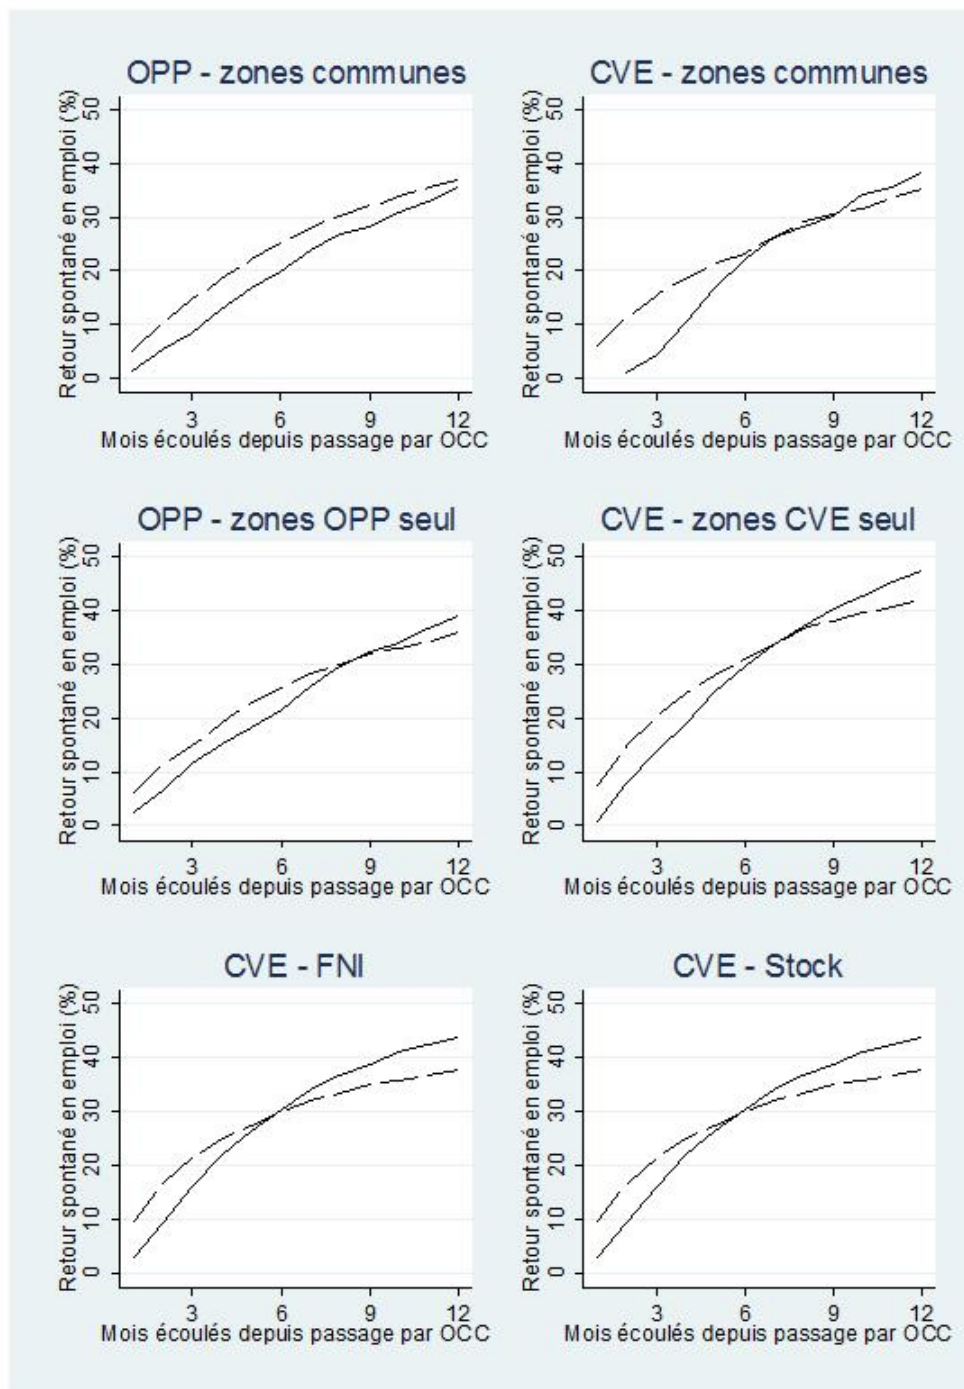 OPP - zones communes
Retour spontané en emploi (%)
50
40
30
20
10
0
3 6 9 12
Mois écoulés depuis passage par OCC
CVE - zones communes
Retour spontané en emploi (%)
50
40
30
20
10
0
3 6 9 12
Mois écoulés depuis passage par OCC
OPP - zones OPP seul
Retour spontané en emploi (%)
50
40
30
20
10
0
3 6 9 12
Mois écoulés depuis passage par OCC
CVE - zones CVE seul
Retour spontané en emploi (%)
50
40
30
20
10
0
3 6 9 12
Mois écoulés depuis passage par OCC
CVE - FNI
Retour spontané en emploi (%)
50
40
30
20
10
0
3 6 9 12
Mois écoulés depuis passage par OCC
CVE - Stock
Retour spontané en emploi (%)
50
40
30
20
10
0
3 6 9 12
Mois écoulés depuis passage par OCC